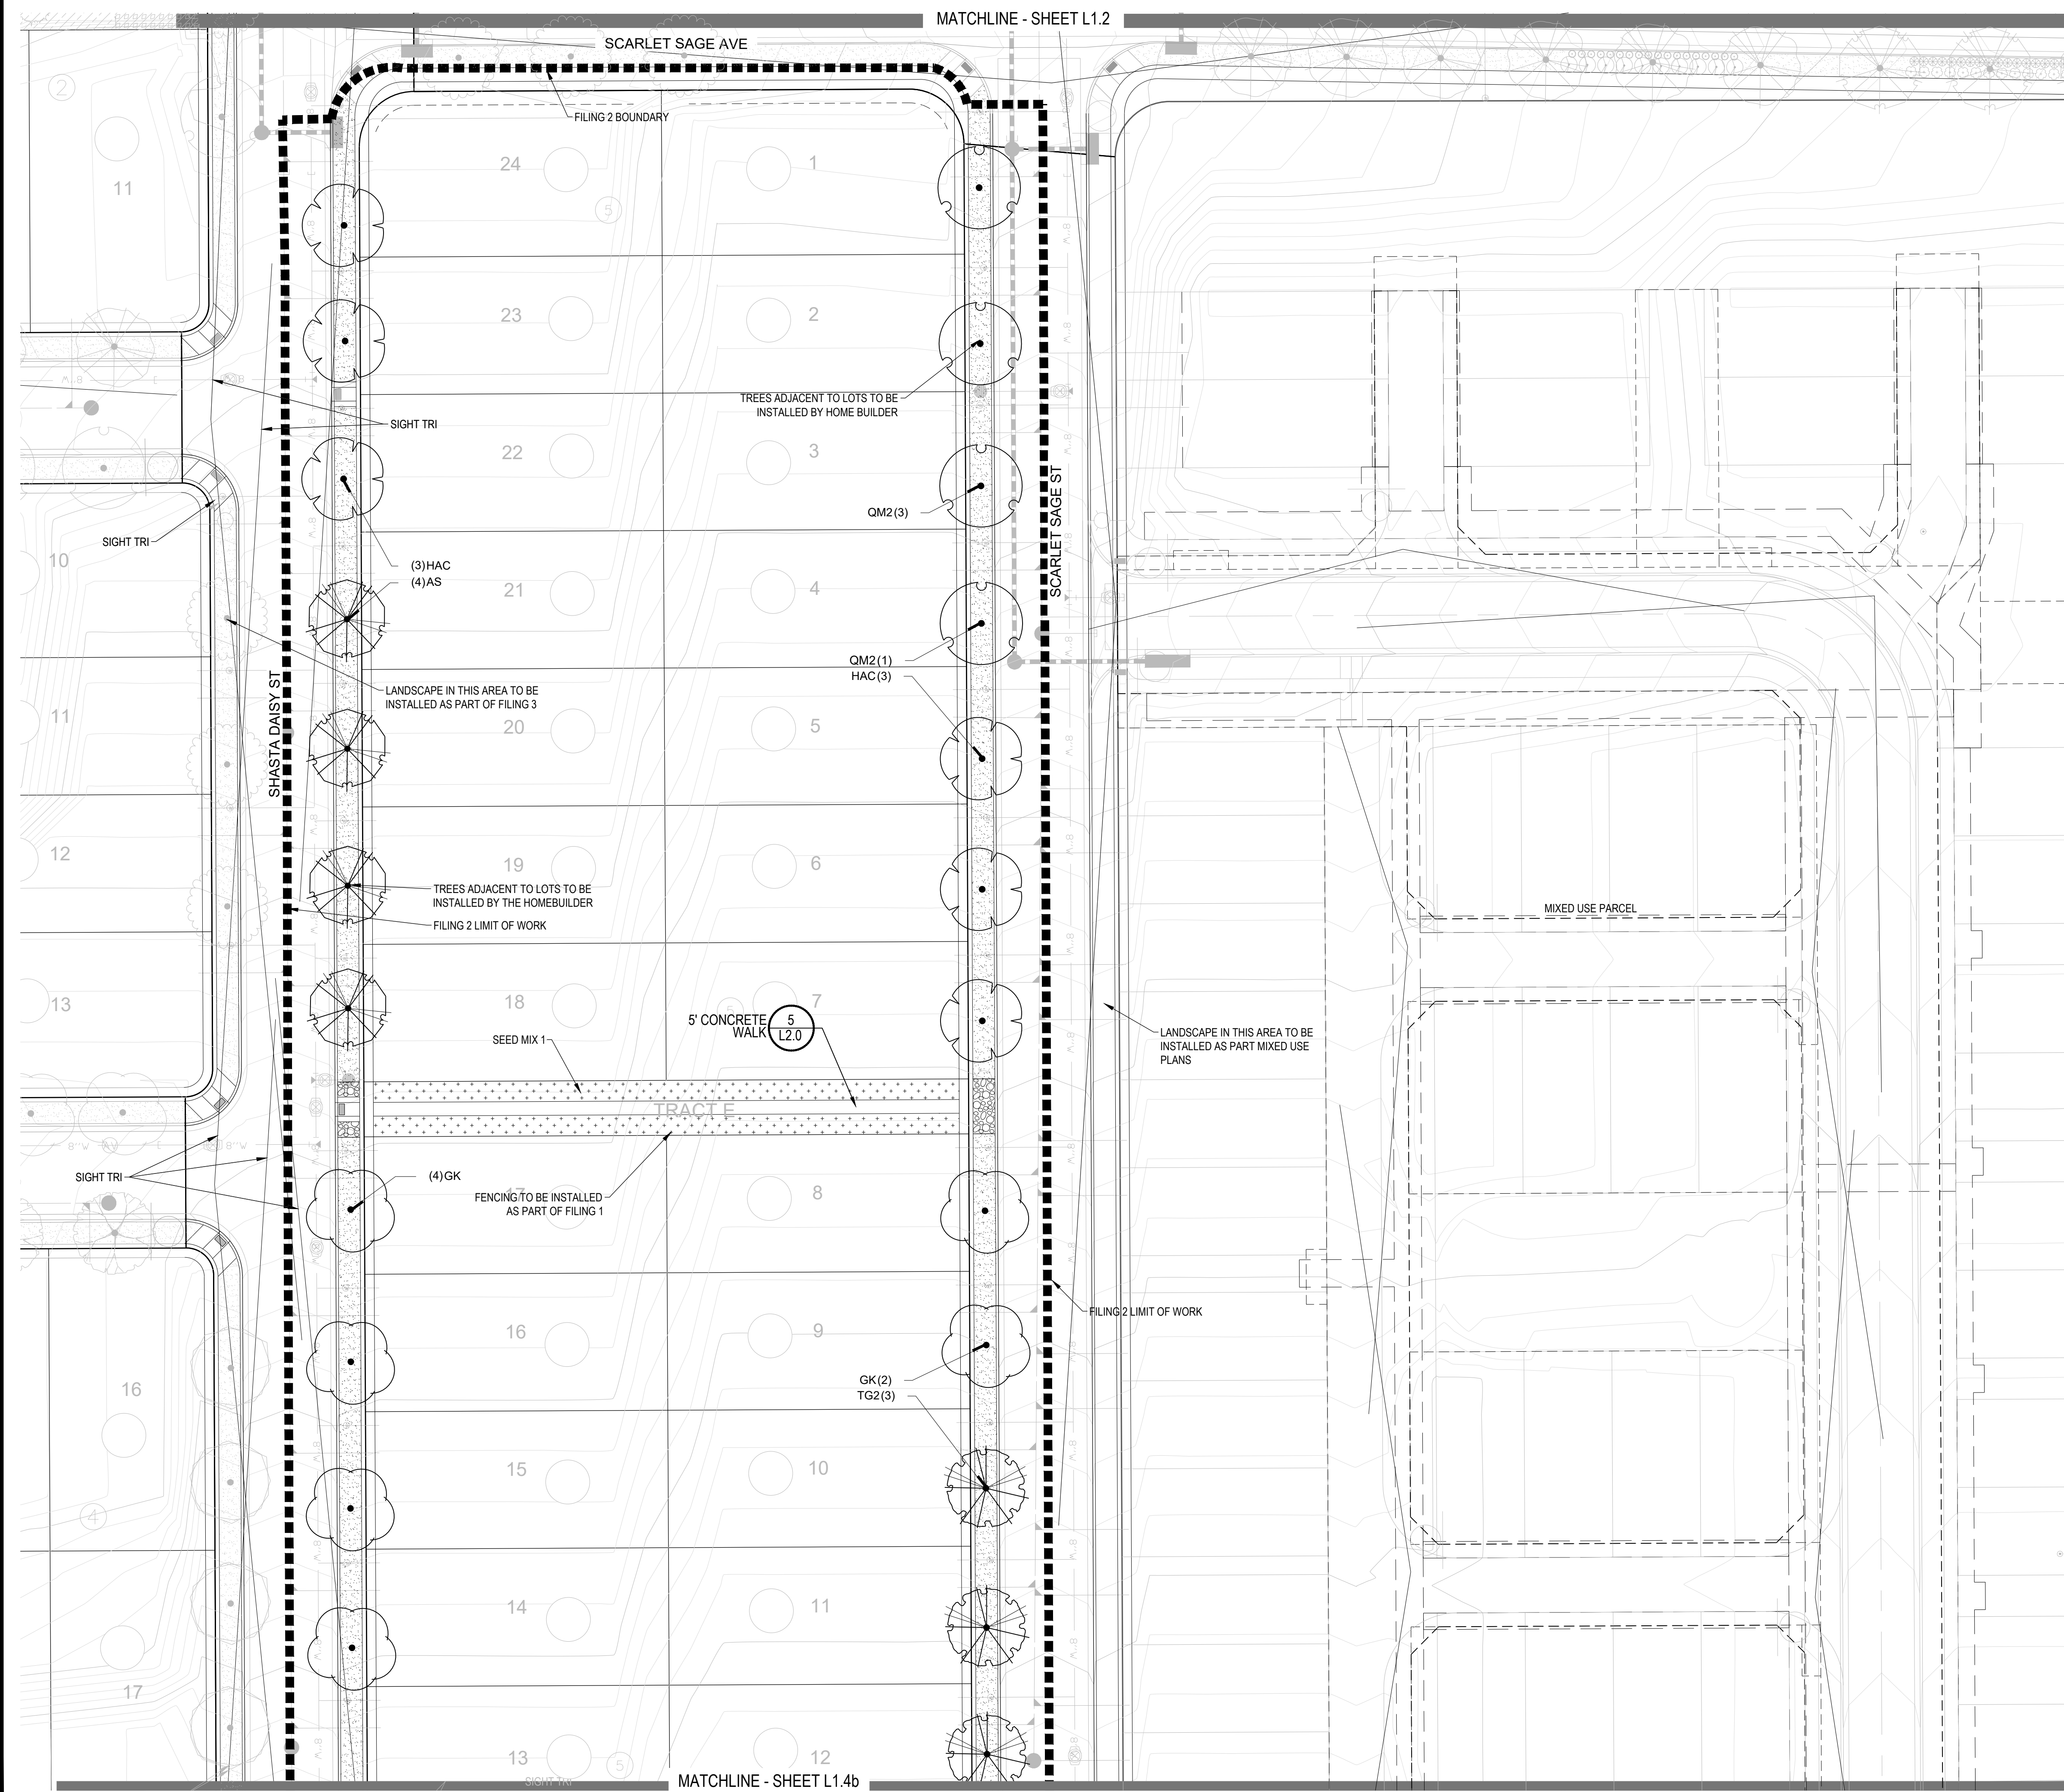 MATCHLINE - SHEET L1.2
SCARLET SAGE AVE
FILING 2 BOUNDARY
2
11
24
1
5
23
2
TREES ADJACENT TO LOTS TO BE
INSTALLED BY HOME BUILDER
SIGHT TRI
22
3
QM2(3)
SCARLET SAGE ST
SIGHT TRI
10
(3)HAC
(4)AS
21
4
QM2(1)
HAC(3)
SHASTA DAISY ST
LANDSCAPE IN THIS AREA TO BE
INSTALLED AS PART OF FILING 3
11
20
5
12
19
6
TREES ADJACENT TO LOTS TO BE
INSTALLED BY THE HOMEBUILDER
FILING 2 LIMIT OF WORK
MIXED USE PARCEL
13
18
7
5' CONCRETE
WALK
5
L2.0
SEED MIX 1
LANDSCAPE IN THIS AREA TO BE
INSTALLED AS PART MIXED USE
PLANS
TRACT E
SIGHT TRI
(4)GK
17
8
FENCING TO BE INSTALLED
AS PART OF FILING 1
FILING 2 LIMIT OF WORK
16
9
16
GK(2)
TG2(3)
15
10
4
14
11
17
13
5
12
SIGHT TRI
MATCHLINE - SHEET L1.4b